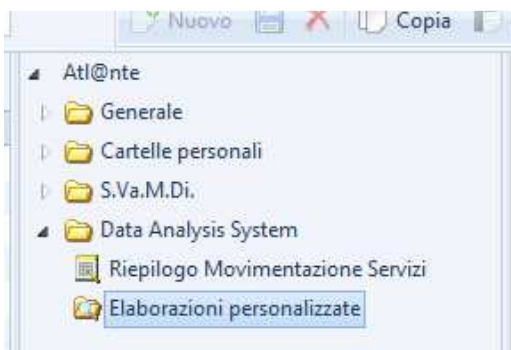 Nuovo Copia
Atl@nte
Generale
Cartelle personali
S.Va.M.Di.
Data Analysis System
Riepilogo Movimentazione Servizi
Elaborazioni personalizzate